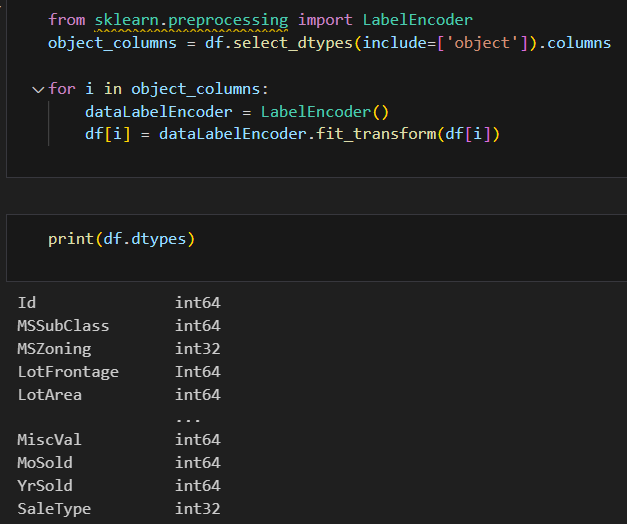 from sklearn.preprocessing import LabelEncoder
object_columns = df.select_dtypes(include=['object']).columns
for i in object_columns:
    dataLabelEncoder = LabelEncoder()
    df[i] = dataLabelEncoder.fit_transform(df[i])
print(df.dtypes)
Id               int64
MSSubClass       int64
MSZoning         int32
LotFrontage      Int64
LotArea          int64
                 ...
MiscVal          int64
MoSold           int64
YrSold           int64
SaleType         int32